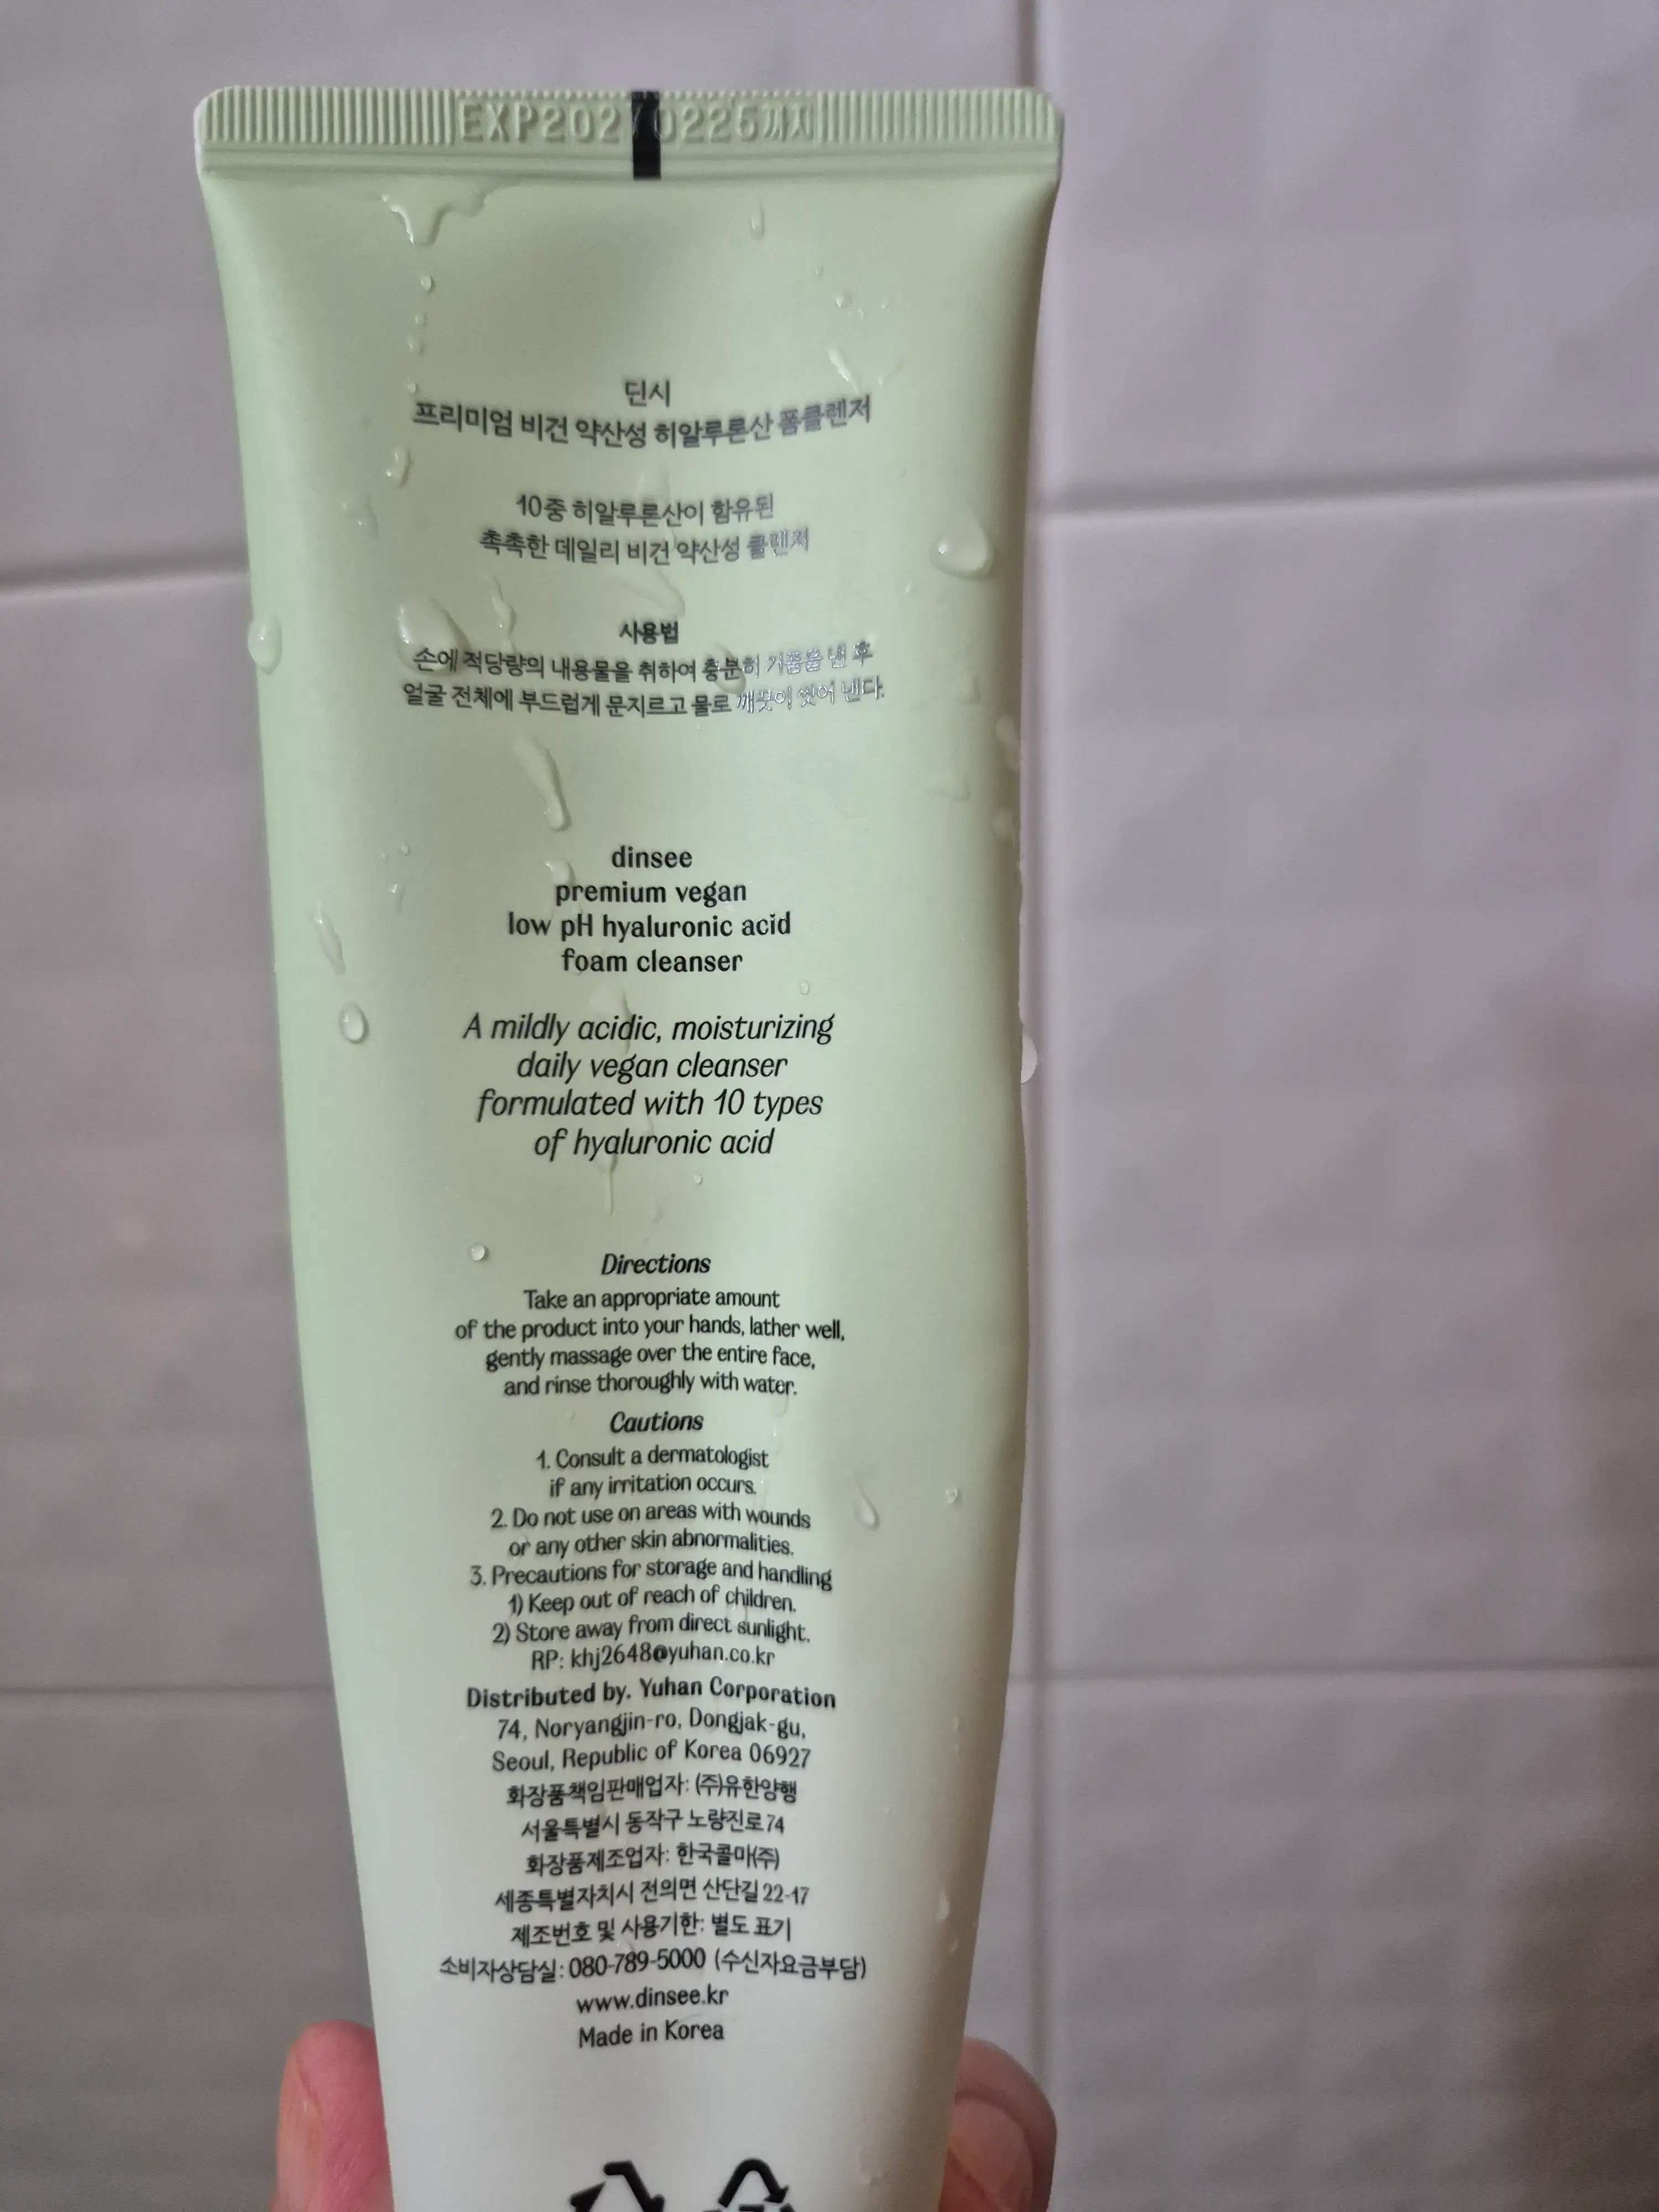 EXP20270225까지
딘시
프리미엄 비건 약산성 히알루론산 폼클렌저
10중 히알루론산이 함유된
촉촉한 데일리 비건 약산성 클렌저
사용법
손에 적당량의 내용물을 취하여 충분히 거품을 낸 후
얼굴 전체에 부드럽게 문지르고 물로 깨끗이 씻어 낸다.
dinsee
premium vegan
low pH hyaluronic acid
foam cleanser
A mildly acidic, moisturizing
daily vegan cleanser
formulated with 10 types
of hyaluronic acid
Directions
Take an appropriate amount
of the product into your hands, lather well,
gently massage over the entire face,
and rinse thoroughly with water.
Cautions
1. Consult a dermatologist
if any irritation occurs.
2. Do not use on areas with wounds
or any other skin abnormalities.
3. Precautions for storage and handling
1) Keep out of reach of children.
2) Store away from direct sunlight.
RP: khj2648@yuhan.co.kr
Distributed by. Yuhan Corporation
74, Noryangjin-ro, Dongjak-gu,
Seoul, Republic of Korea 06927
화장품책임판매업자: (주)유한양행
서울특별시 동작구 노량진로 74
화장품제조업자: 한국콜마(주)
세종특별자치시 전의면 산단길 22-17
제조번호 및 사용기한: 별도 표기
소비자상담실: 080-789-5000 (수신자요금부담)
www.dinsee.kr
Made in Korea